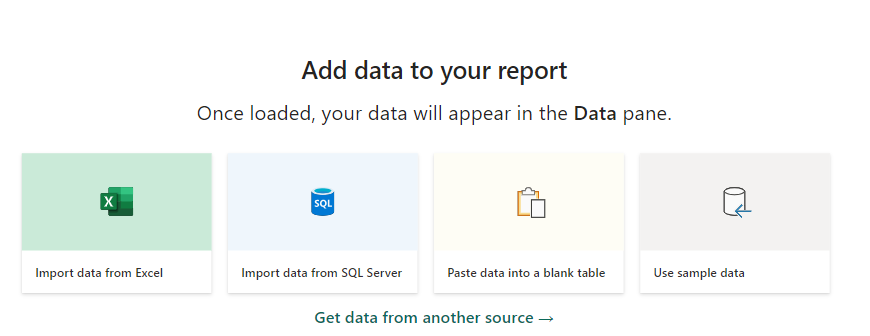 Add data to your report
Once loaded, your data will appear in the Data pane.
X
SQL
Import data from Excel
Import data from SQL Server
Paste data into a blank table
Use sample data
Get data from another source →